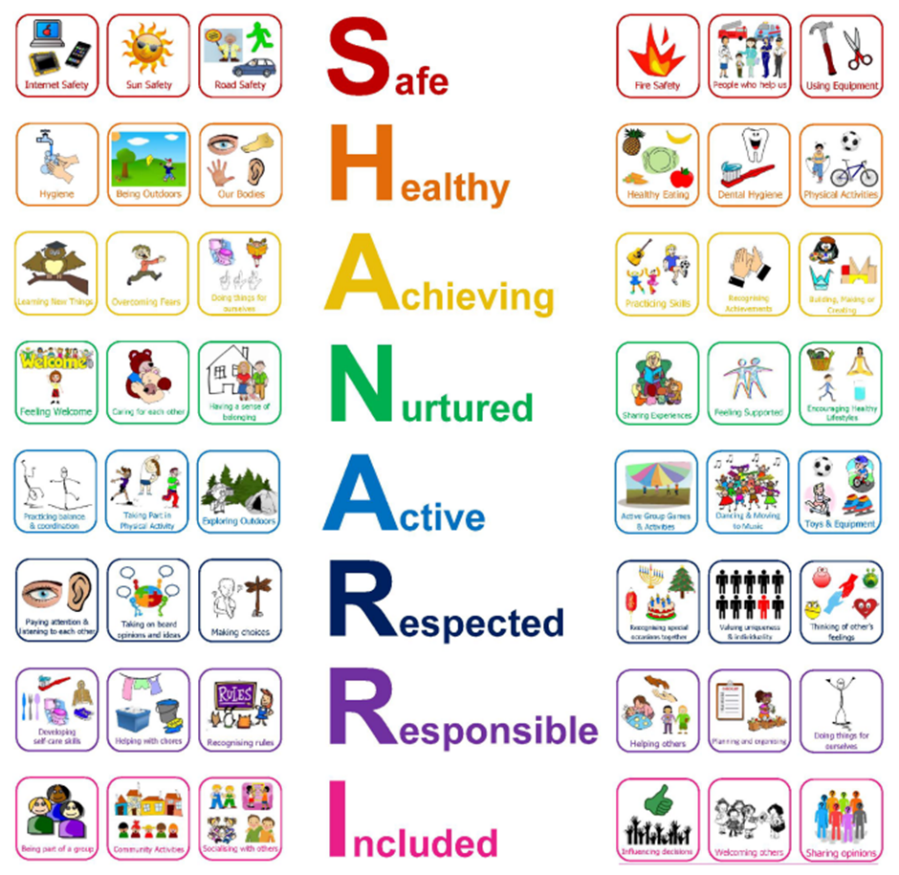 Internet Safety
Sun Safety
Road Safety
Safe
Fire Safety
People who help us
Using Equipment
Hygiene
Being Outdoors
Our Bodies
Healthy
Healthy Eating
Dental Hygiene
Physical Activities
Learning New Things
Overcoming Fears
Doing things for
ourselves
Achieving
Practicing Skills
Recognising
Achievements
Building, Making or
Creating
Welcome
Feeling Welcome
Caring for each other
Having a sense of
belonging
Nurtured
Sharing Experiences
Feeling Supported
Encouraging Healthy
Lifestyles
Practicing balance
& coordination
Taking Part in
Physical Activity
Exploring Outdoors
Active
Active Group Games
& Activities
Dancing & Moving
to Music
Toys & Equipment
Paying attention &
listening to each other
Taking on board
opinions and ideas
Making choices
Respected
Recognising special
occasions together
Valuing uniqueness
& individuality
Thinking of other's
feelings
Developing
self-care skills
Helping with chores
RULES
Recognising rules
Responsible
Helping others
Planning and organising
Doing things for
ourselves
Being part of a group
Community Activities
Socialising with others
Included
Influencing decisions
Welcoming others
Sharing opinions